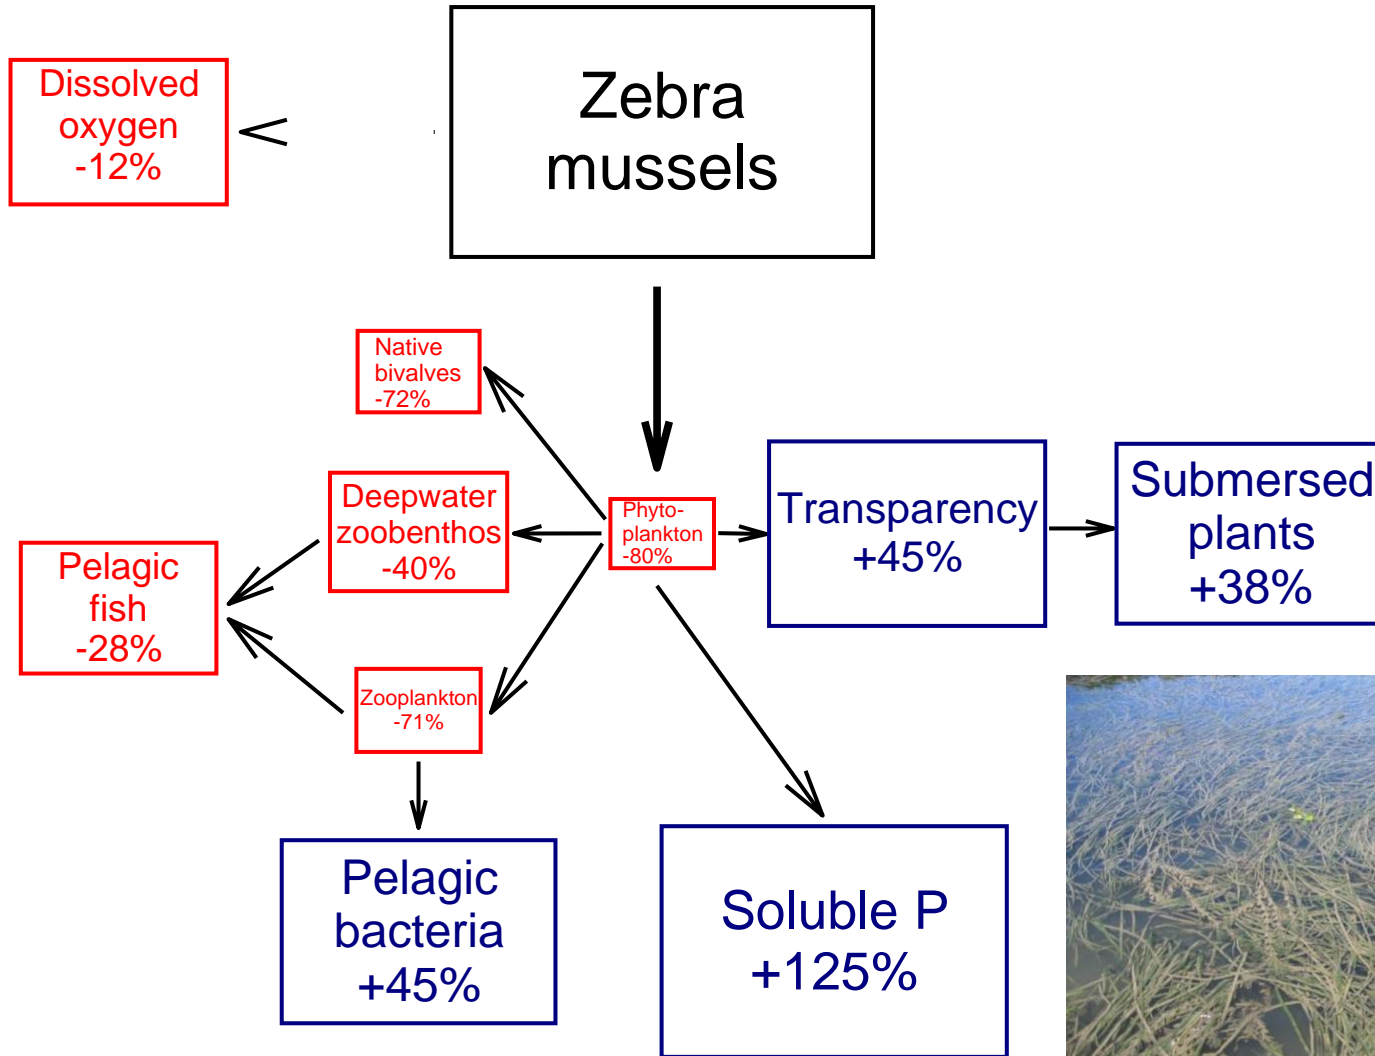 Dissolved
oxygen
-12%
Zebra
mussels
Native
bivalves
-72%
Deepwater
zoobenthos
-40%
Phyto-
plankton
-80%
Transparency
+45%
Submersed
plants
+38%
Pelagic
fish
-28%
Zooplankton
-71%
Pelagic
bacteria
+45%
Soluble P
+125%